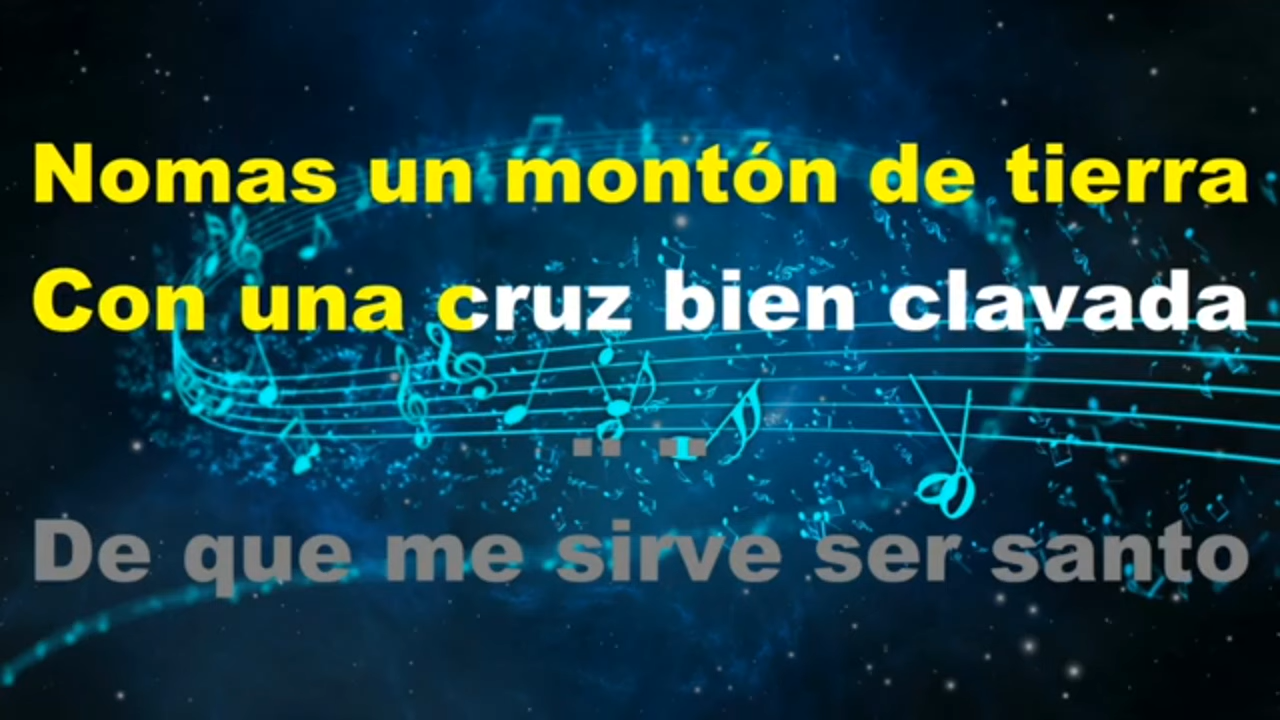 Nomas un montón de tierra
Con una cruz bien clavada
De que me sirve ser santo